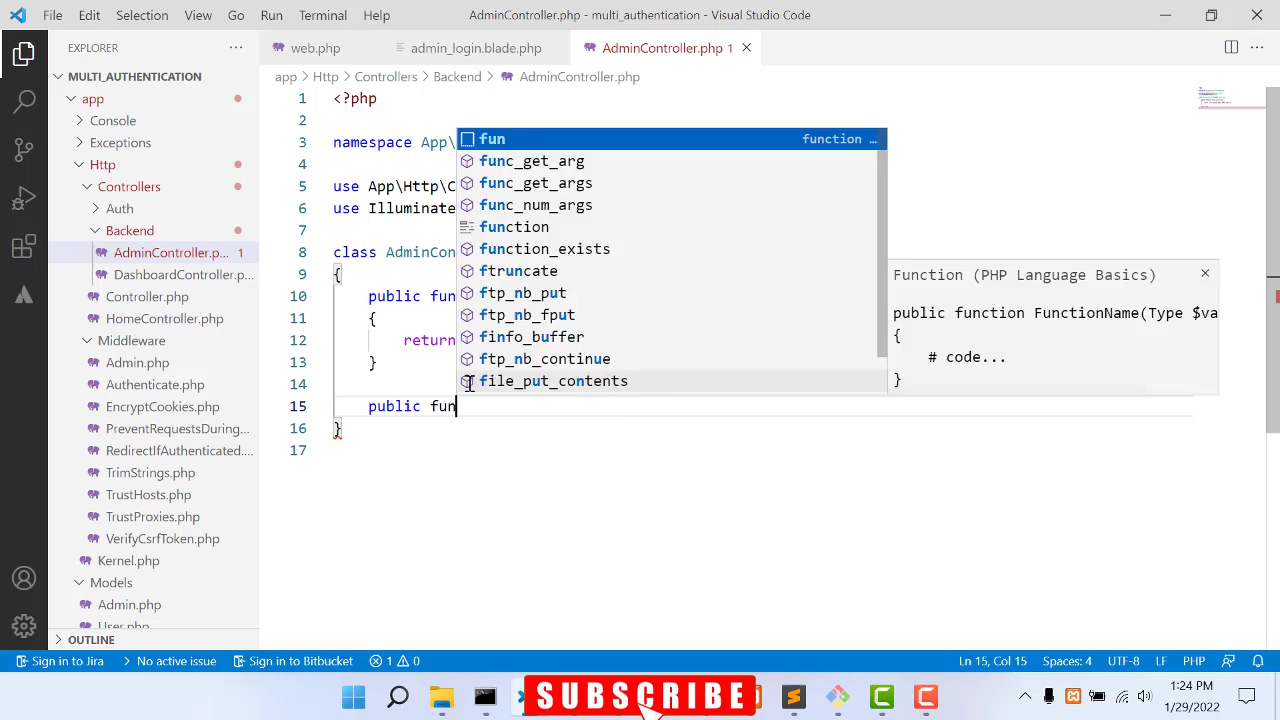 File Edit Selection View Go Run Terminal Help
AdminController.php - multi_authentication - Visual Studio Code
EXPLORER
MULTI_AUTHENTICATION
app
Console
Exceptions
Http
Controllers
Auth
Backend
AdminController.p... 1
DashboardController.p...
Controller.php
HomeController.php
Middleware
Admin.php
Authenticate.php
EncryptCookies.php
PreventRequestsDuring...
RedirectIfAuthenticated...
TrimStrings.php
TrustHosts.php
TrustProxies.php
VerifyCsrfToken.php
Kernel.php
Models
Admin.php
User.php
OUTLINE
web.php admin_login.blade.php AdminController.php 1
app > Http > Controllers > Backend > AdminController.php
1 <?php
2
3 namespace App\
4
5 use App\Http\C
6 use Illuminate
7
8 class AdminCon
9 {
10 public fun
11 {
12 return
13 }
14
15 public fun
16 }
17
fun function ...
func_get_arg
func_get_args
func_num_args
function
function_exists
ftruncate
ftp_nb_put
ftp_nb_fput
finfo_buffer
ftp_nb_continue
file_put_contents
Function (PHP Language Basics)
public function FunctionName(Type $va
{
# code...
}
Sign in to Jira No active issue Sign in to Bitbucket 1 0 Ln 15, Col 15 Spaces: 4 UTF-8 LF PHP
SUBSCRIBE
1:24 PM
1/29/2022